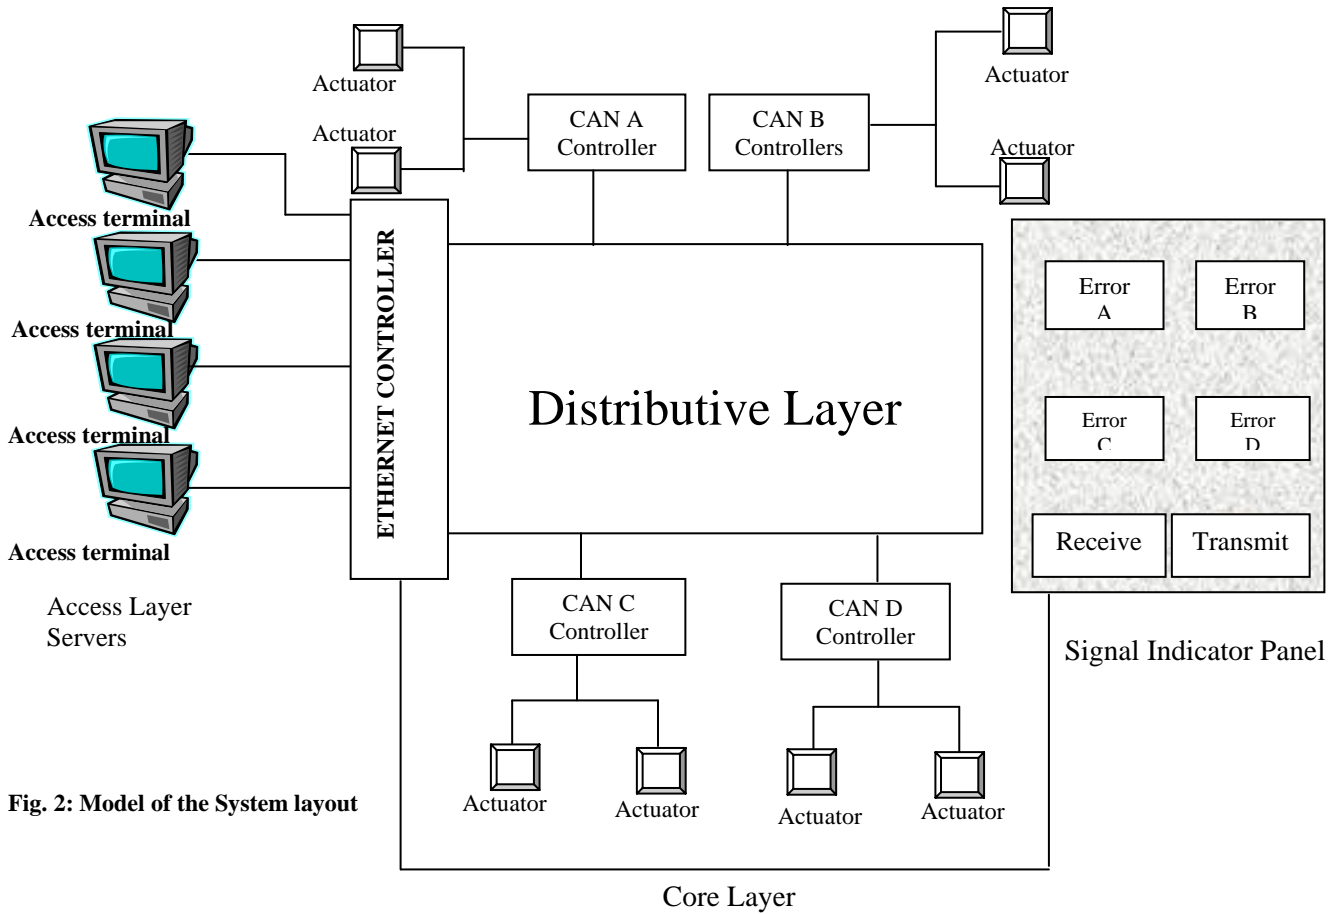 Actuator
Actuator
CAN A
Controller
CAN B
Controllers
Actuator
Actuator
Access terminal
Access terminal
Access terminal
Access terminal
Access Layer
Servers
ETHERNET CONTROLLER
Distributive Layer
Error
A
Error
B
Error
C
Error
D
Receive
Transmit
Signal Indicator Panel
CAN C
Controller
CAN D
Controller
Actuator
Actuator
Actuator
Actuator
Fig. 2: Model of the System layout
Core Layer